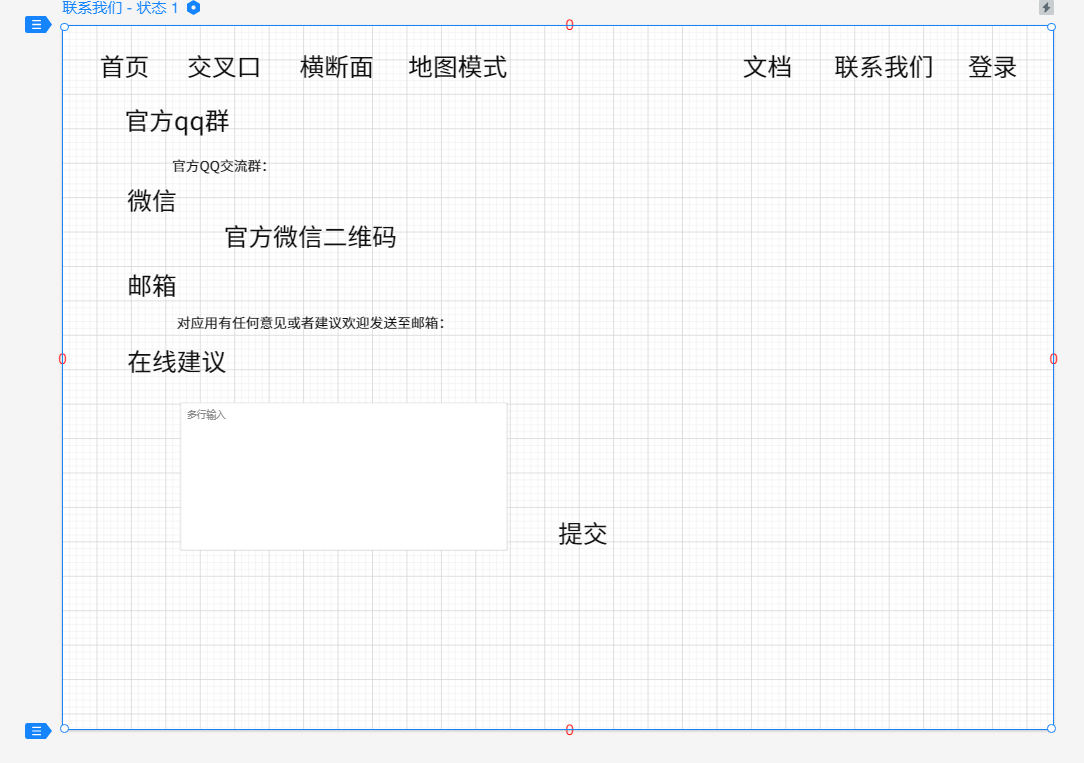 联系我们 - 状态 1
0
首页 交叉口 横断面 地图模式 文档 联系我们 登录
官方qq群
官方QQ交流群：
微信
官方微信二维码
邮箱
对应用有任何意见或者建议欢迎发送至邮箱：
0 0
在线建议
多行输入
提交
0